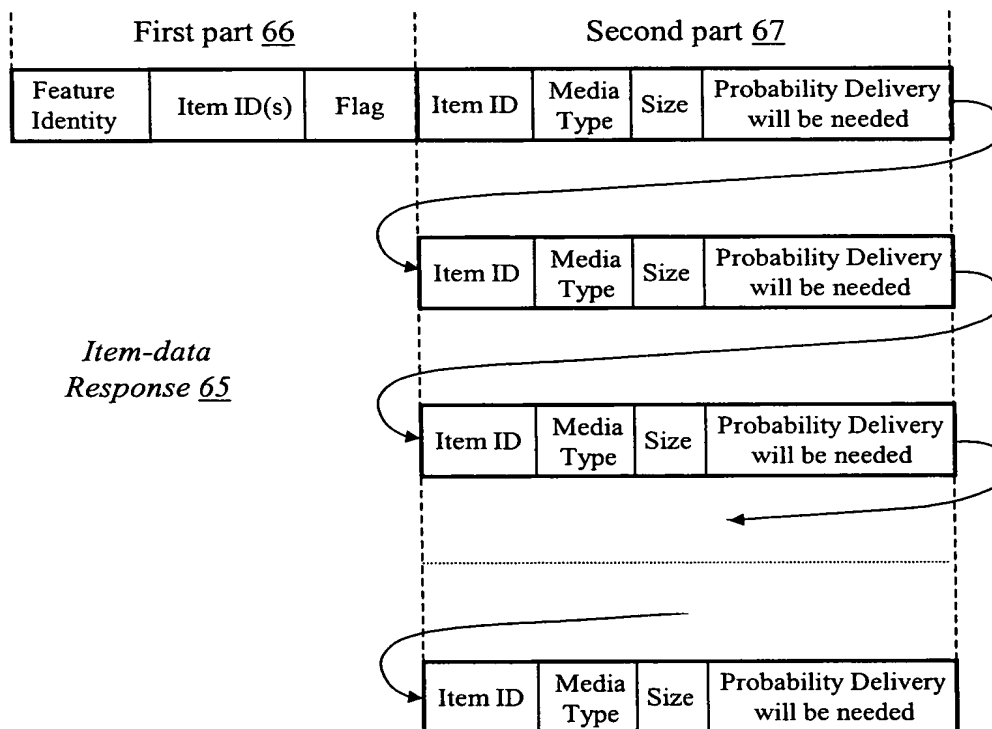 First part 66
Second part 67
Feature Identity
Item ID(s)
Flag
Item ID
Media Type
Size
Probability Delivery will be needed
Item ID
Media Type
Size
Probability Delivery will be needed
Item-data
Response 65
Item ID
Media Type
Size
Probability Delivery will be needed
Item ID
Media Type
Size
Probability Delivery will be needed